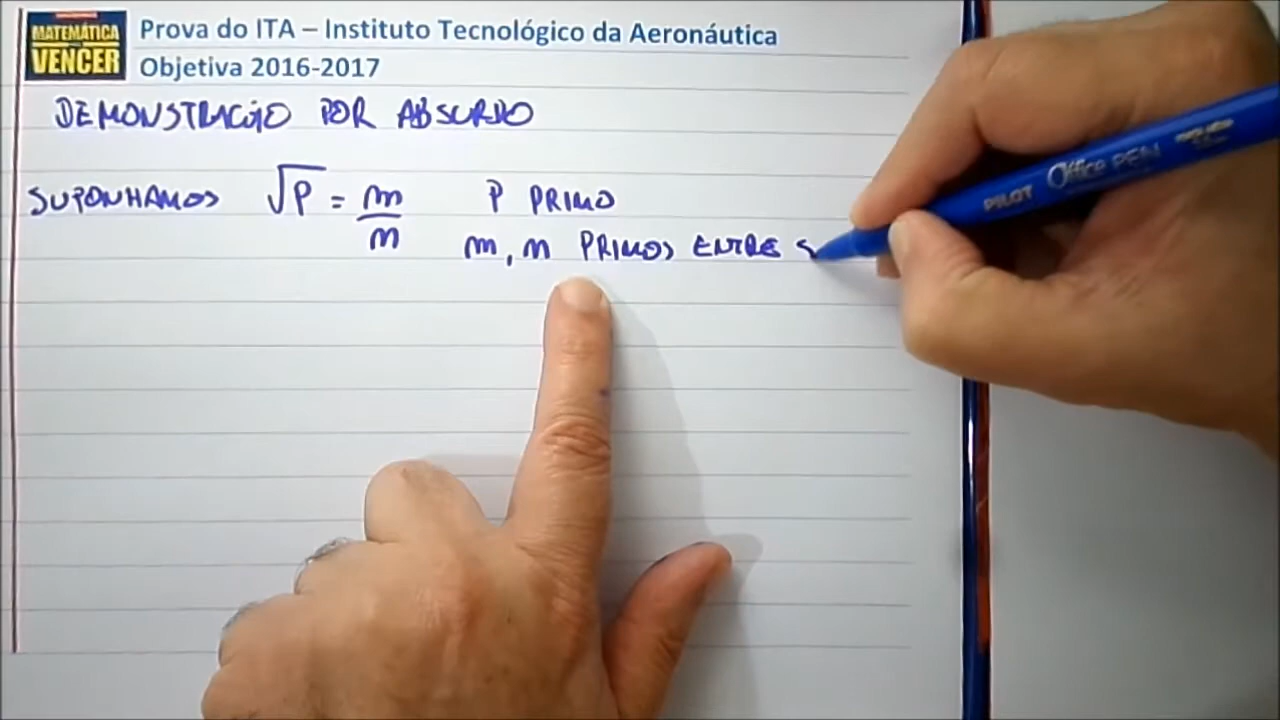 MATEMÁTICA
VENCER
Prova do ITA – Instituto Tecnológico da Aeronáutica
Objetiva 2016-2017
DEMONSTRAÇÃO POR ABSURDO
SUPONHAMOS √P = m/n P PRIMO
m, n PRIMOS ENTRE S
PILOT Office PEN